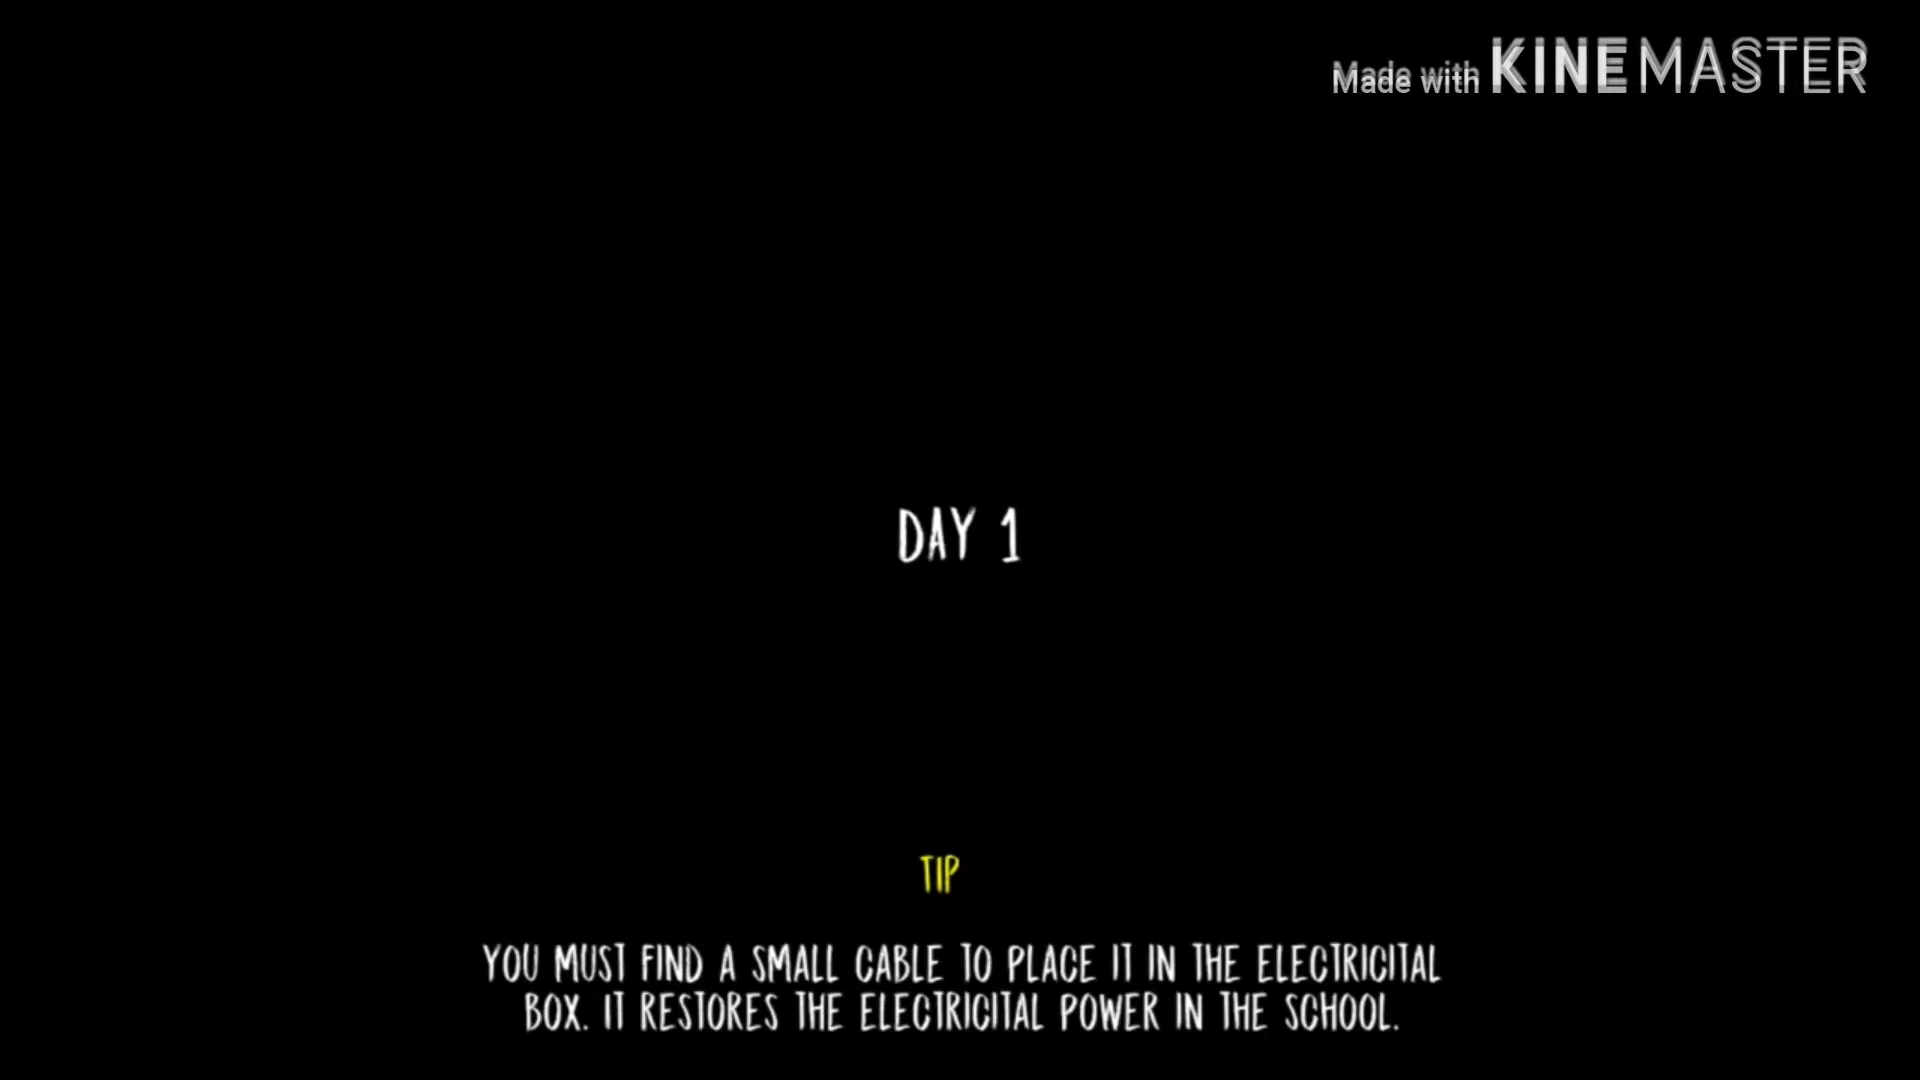 Made with KINEMASTER
DAY 1
TIP
YOU MUST FIND A SMALL CABLE TO PLACE IT IN THE ELECTRICITAL
BOX. IT RESTORES THE ELECTRICITAL POWER IN THE SCHOOL.